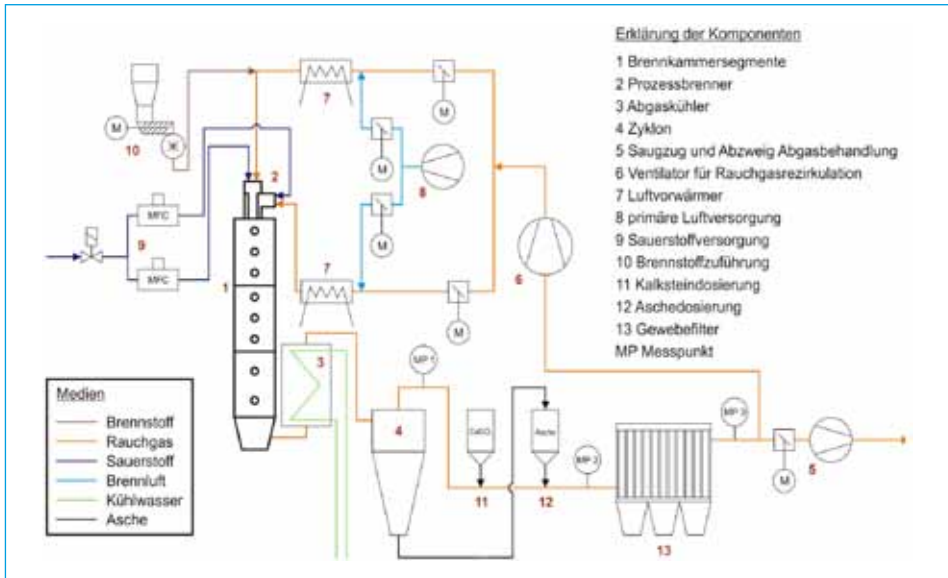 Erklärung der Komponenten
1 Brennkammersegmente
2 Prozessbrenner
3 Abgaskühler
4 Zyklon
5 Saugzug und Abzweig Abgasbehandlung
6 Ventilator für Rauchgasrezirkulation
7 Luftvorwärmer
8 primäre Luftversorgung
9 Sauerstoffversorgung
10 Brennstoffzuführung
11 Kalksteindosierung
12 Aschedosierung
13 Gewebefilter
MP Messpunkt
M
10
7
M
M
8
2
MFC
9
MFC
1
M
7
M
6
3
MP 1
4
Asche
MP 2
MP 3
M
5
11
12
13
Medien
Brennstoff
Rauchgas
Sauerstoff
Brennluft
Kühlwasser
Asche